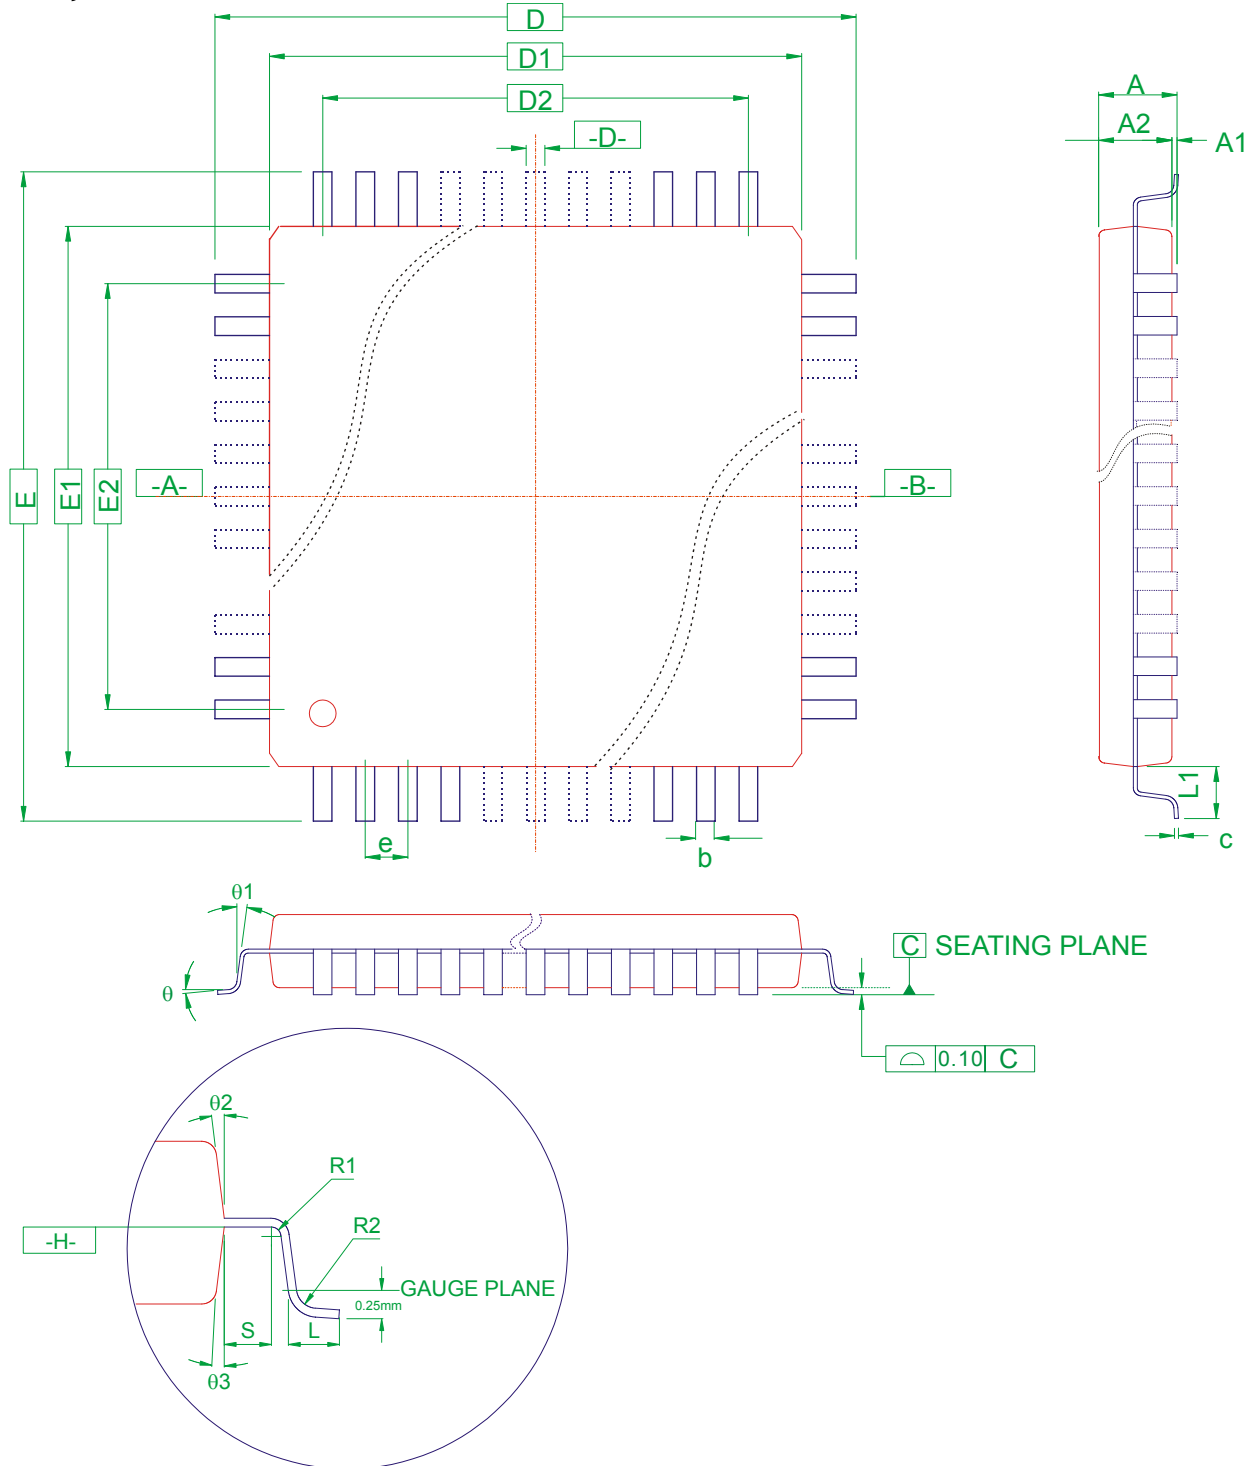 D
D1
D2
-D-
A
A2
A1
E
E1
E2
-A-
-B-
e
b
L1
c
θ1
θ
C SEATING PLANE
0.10 C
θ2
R1
R2
-H-
GAUGE PLANE
0.25mm
S
L
θ3